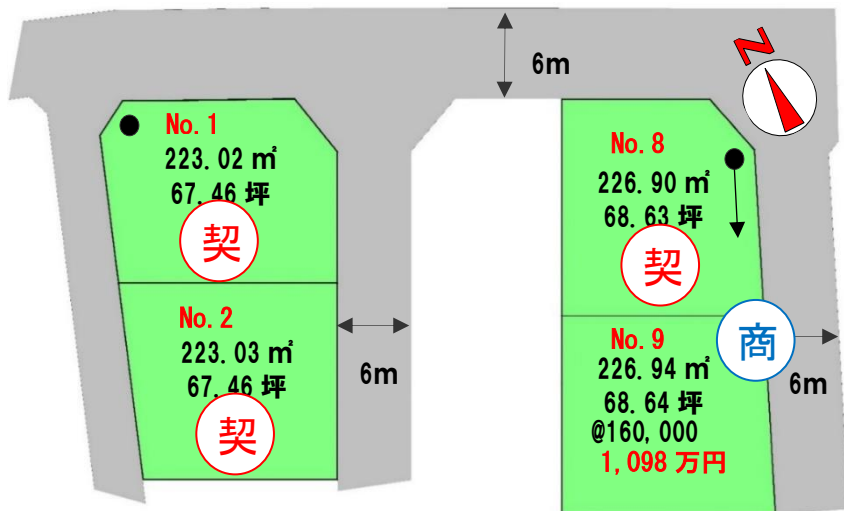 6m
N
No. 1
223.02 ㎡
67.46 坪
契
No. 2
223.03 ㎡
67.46 坪
契
6m
No. 8
226.90 ㎡
68.63 坪
契
No. 9
226.94 ㎡
68.64 坪
@160,000
1,098 万円
商
6m